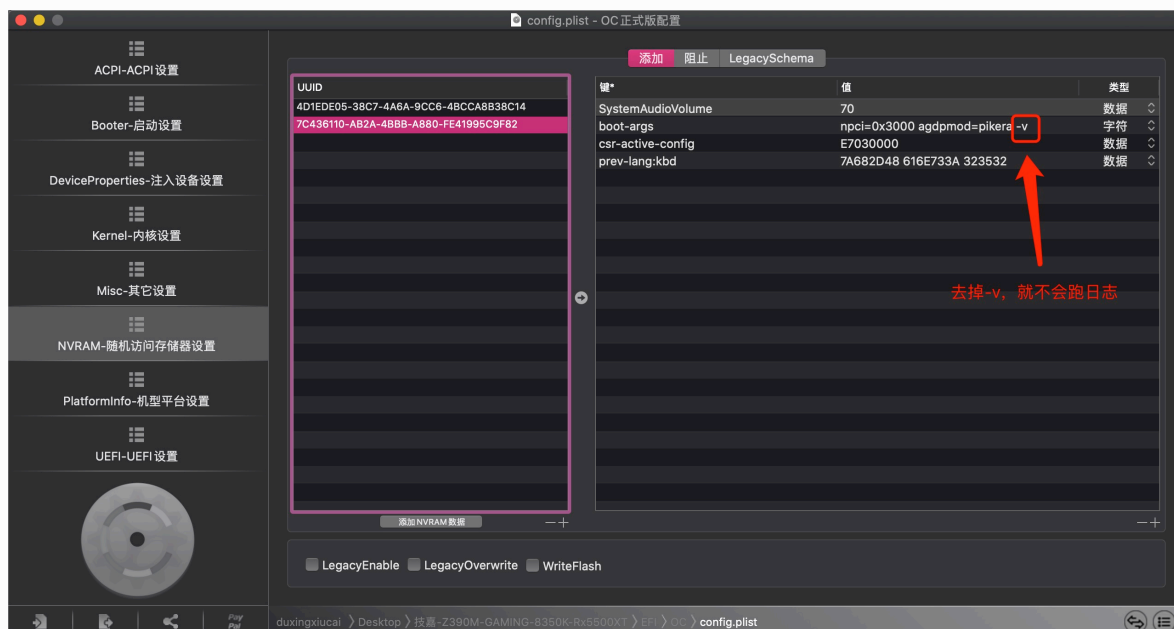 config.plist - OC正式版配置
ACPI-ACPI设置
Booter-启动设置
DeviceProperties-注入设备设置
Kernel-内核设置
Misc-其它设置
NVRAM-随机访问存储器设置
PlatformInfo-机型平台设置
UEFI-UEFI设置
Pay
Pal
添加 阻止 LegacySchema
UUID
4D1EDE05-38C7-4A6A-9CC6-4BCCA8B38C14
7C436110-AB2A-4BBB-A880-FE41995C9F82
键* 值 类型
SystemAudioVolume 70 数据
boot-args npci=0x3000 agdpmod=pikera -v 字符
csr-active-config E7030000 数据
prev-lang:kbd 7A682D48 616E733A 323532 数据
去掉-v，就不会跑日志
添加NVRAM数据
LegacyEnable LegacyOverwrite WriteFlash
duxingxiucai 〉Desktop 〉技嘉-Z390M-GAMING-8350K-Rx5500XT 〉EFI 〉OC 〉config.plist